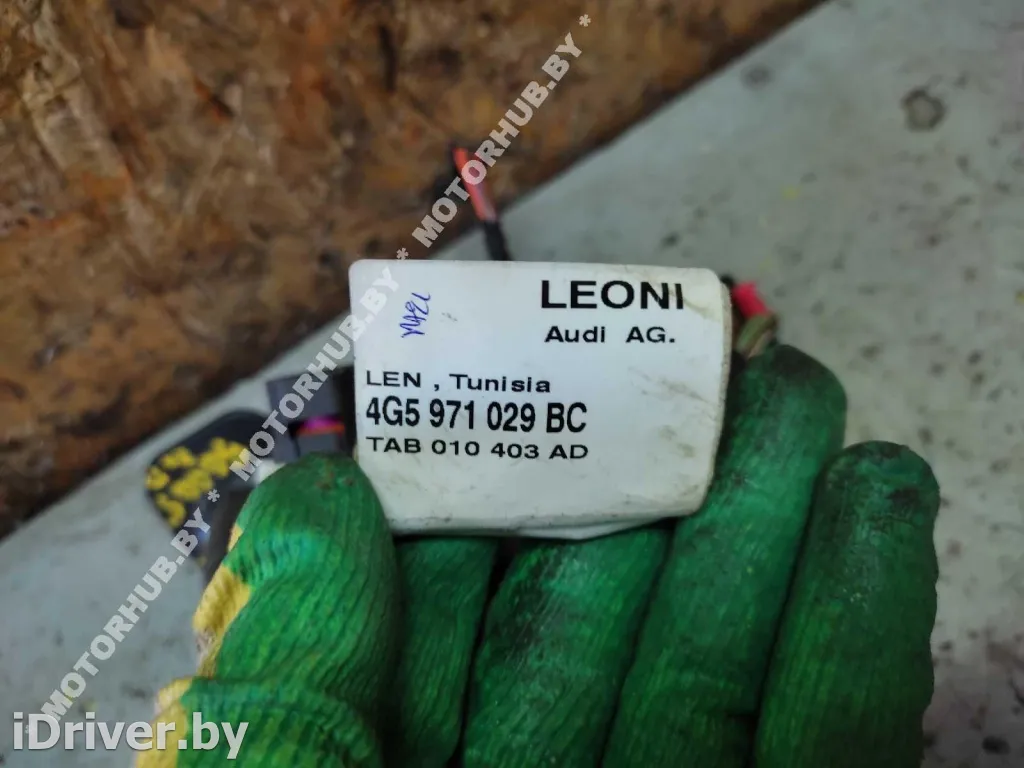 LEONI
Audi AG.
LEN , Tunisia
4G5 971 029 BC
TAB 010 403 AD
MOTORHUB.BY * MOTORHUB.BY * MOTORHUB.BY * MOTORHUB.BY *
iDriver.by